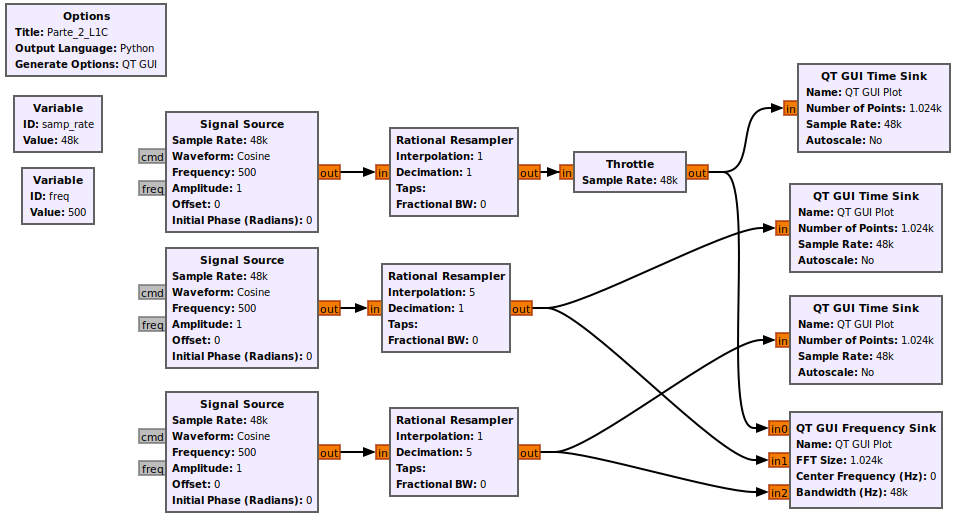 Options
Title: Parte_2_L1C
Output Language: Python
Generate Options: QT GUI
Variable
ID: samp_rate
Value: 48k
Variable
ID: freq
Value: 500
cmd
freq
Signal Source
Sample Rate: 48k
Waveform: Cosine
Frequency: 500
Amplitude: 1
Offset: 0
Initial Phase (Radians): 0
out
in
Rational Resampler
Interpolation: 1
Decimation: 1
Taps:
Fractional BW: 0
out
in
Throttle
Sample Rate: 48k
out
in
QT GUI Time Sink
Name: QT GUI Plot
Number of Points: 1.024k
Sample Rate: 48k
Autoscale: No
cmd
freq
Signal Source
Sample Rate: 48k
Waveform: Cosine
Frequency: 500
Amplitude: 1
Offset: 0
Initial Phase (Radians): 0
out
in
Rational Resampler
Interpolation: 5
Decimation: 1
Taps:
Fractional BW: 0
out
in
QT GUI Time Sink
Name: QT GUI Plot
Number of Points: 1.024k
Sample Rate: 48k
Autoscale: No
cmd
freq
Signal Source
Sample Rate: 48k
Waveform: Cosine
Frequency: 500
Amplitude: 1
Offset: 0
Initial Phase (Radians): 0
out
in
Rational Resampler
Interpolation: 1
Decimation: 5
Taps:
Fractional BW: 0
out
in
QT GUI Time Sink
Name: QT GUI Plot
Number of Points: 1.024k
Sample Rate: 48k
Autoscale: No
in0
in1
in2
QT GUI Frequency Sink
Name: QT GUI Plot
FFT Size: 1.024k
Center Frequency (Hz): 0
Bandwidth (Hz): 48k